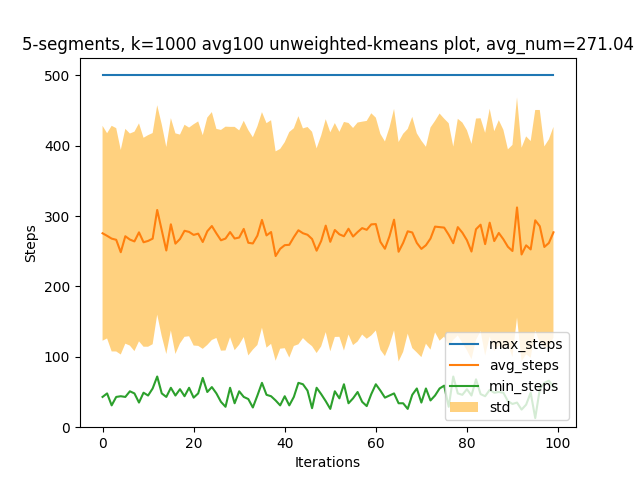 5-segments, k=1000 avg100 unweighted-kmeans plot, avg_num=271.04
500
400
300
200
100
0
Steps
0 20 40 60 80 100
Iterations
max_steps
avg_steps
min_steps
std